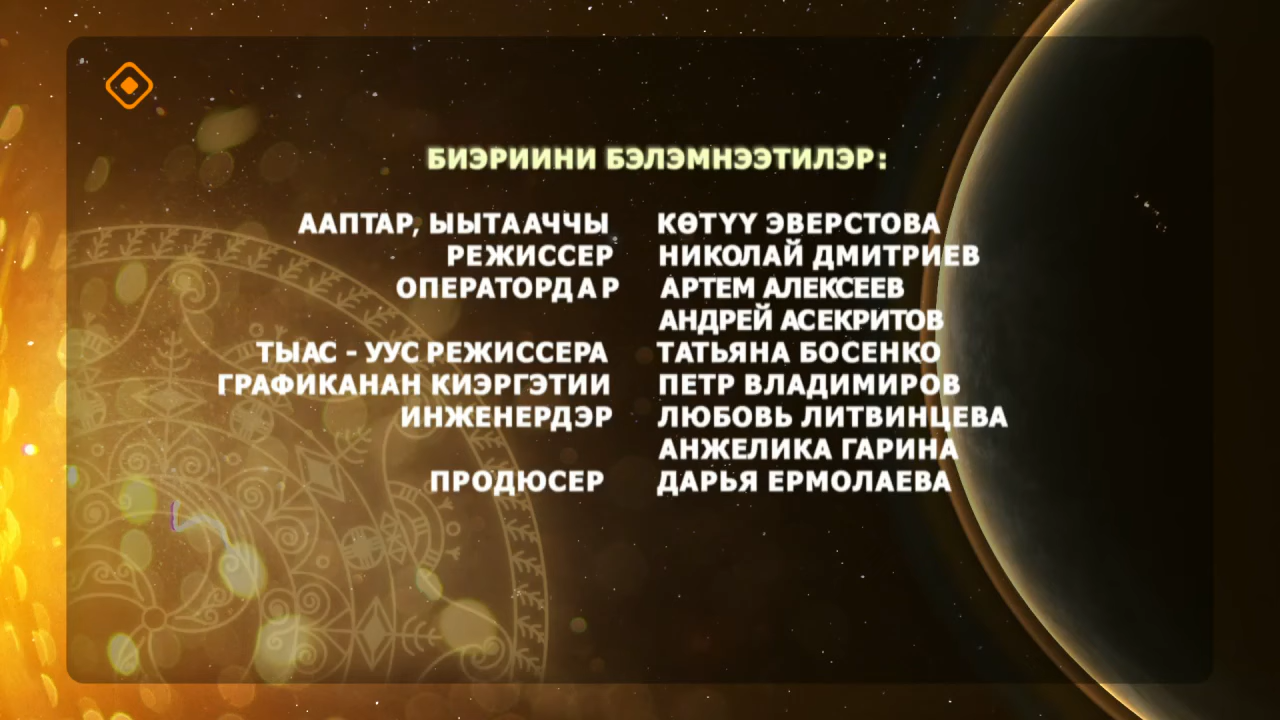 БИЭРИИНИ БЭЛЭМНЭЭТИЛЭР:
ААПТАР, ЫЫТААЧЧЫ КӨТҮҮ ЭВЕРСТОВА
РЕЖИССЕР НИКОЛАЙ ДМИТРИЕВ
ОПЕРАТОРДАР АРТЕМ АЛЕКСЕЕВ
АНДРЕЙ АСЕКРИТОВ
ТЫАС - УУС РЕЖИССЕРА ТАТЬЯНА БОСЕНКО
ГРАФИКАНАН КИЭРГЭТИИ ПЕТР ВЛАДИМИРОВ
ИНЖЕНЕРДЭР ЛЮБОВЬ ЛИТВИНЦЕВА
АНЖЕЛИКА ГАРИНА
ПРОДЮСЕР ДАРЬЯ ЕРМОЛАЕВА